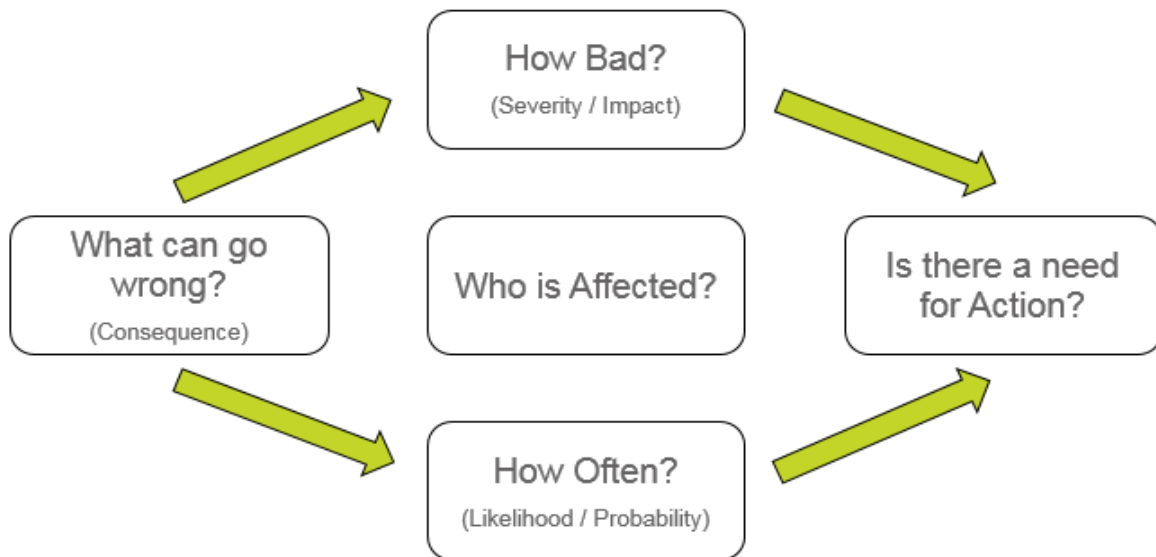 How Bad?
(Severity / Impact)
What can go
wrong?
(Consequence)
Who is Affected?
Is there a need
for Action?
How Often?
(Likelihood / Probability)